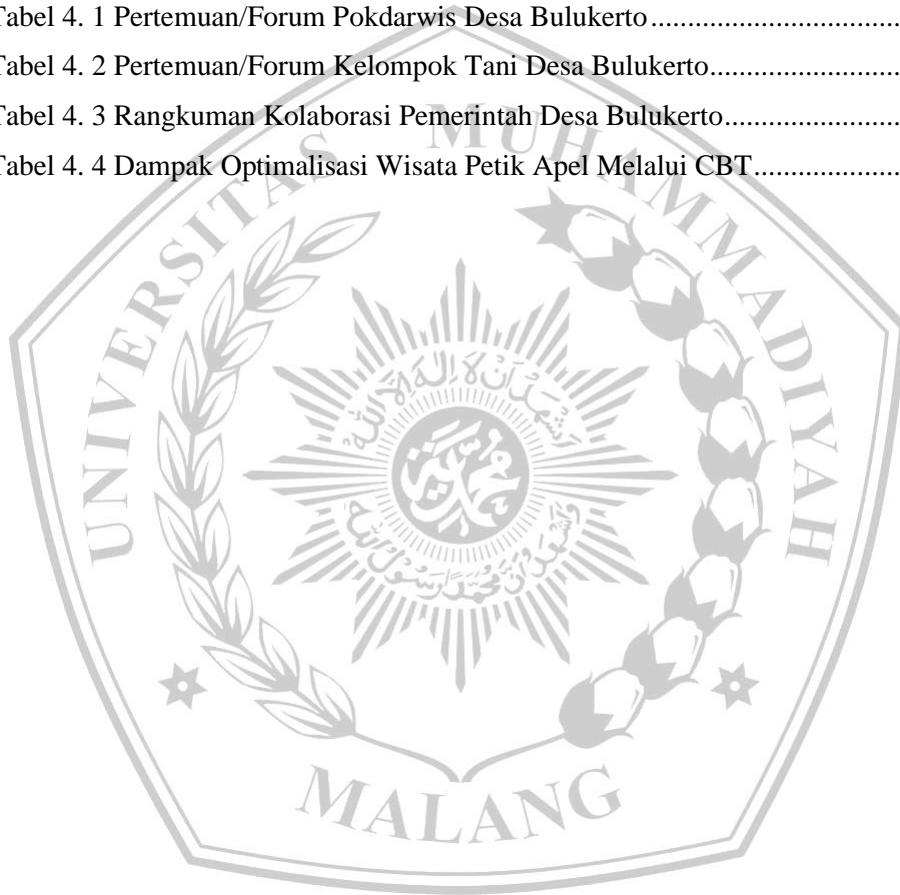 Tabel 4. 1 Pertemuan/Forum Pokdarwis Desa Bulukerto..................................
Tabel 4. 2 Pertemuan/Forum Kelompok Tani Desa Bulukerto..........................
Tabel 4. 3 Rangkuman Kolaborasi Pemerintah Desa Bulukerto........................
Tabel 4. 4 Dampak Optimalisasi Wisata Petik Apel Melalui CBT....................
UNIVERSITAS MUHAMMADIYAH
MALANG